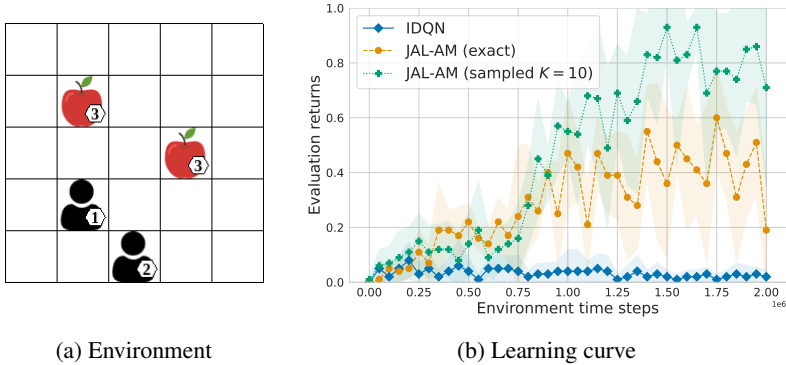 3
3
1
2
(a) Environment
IDQN
JAL-AM (exact)
JAL-AM (sampled K = 10)
Evaluation returns
1.0
0.8
0.6
0.4
0.2
0.0
0.00 0.25 0.50 0.75 1.00 1.25 1.50 1.75 2.00
1e6
Environment time steps
(b) Learning curve